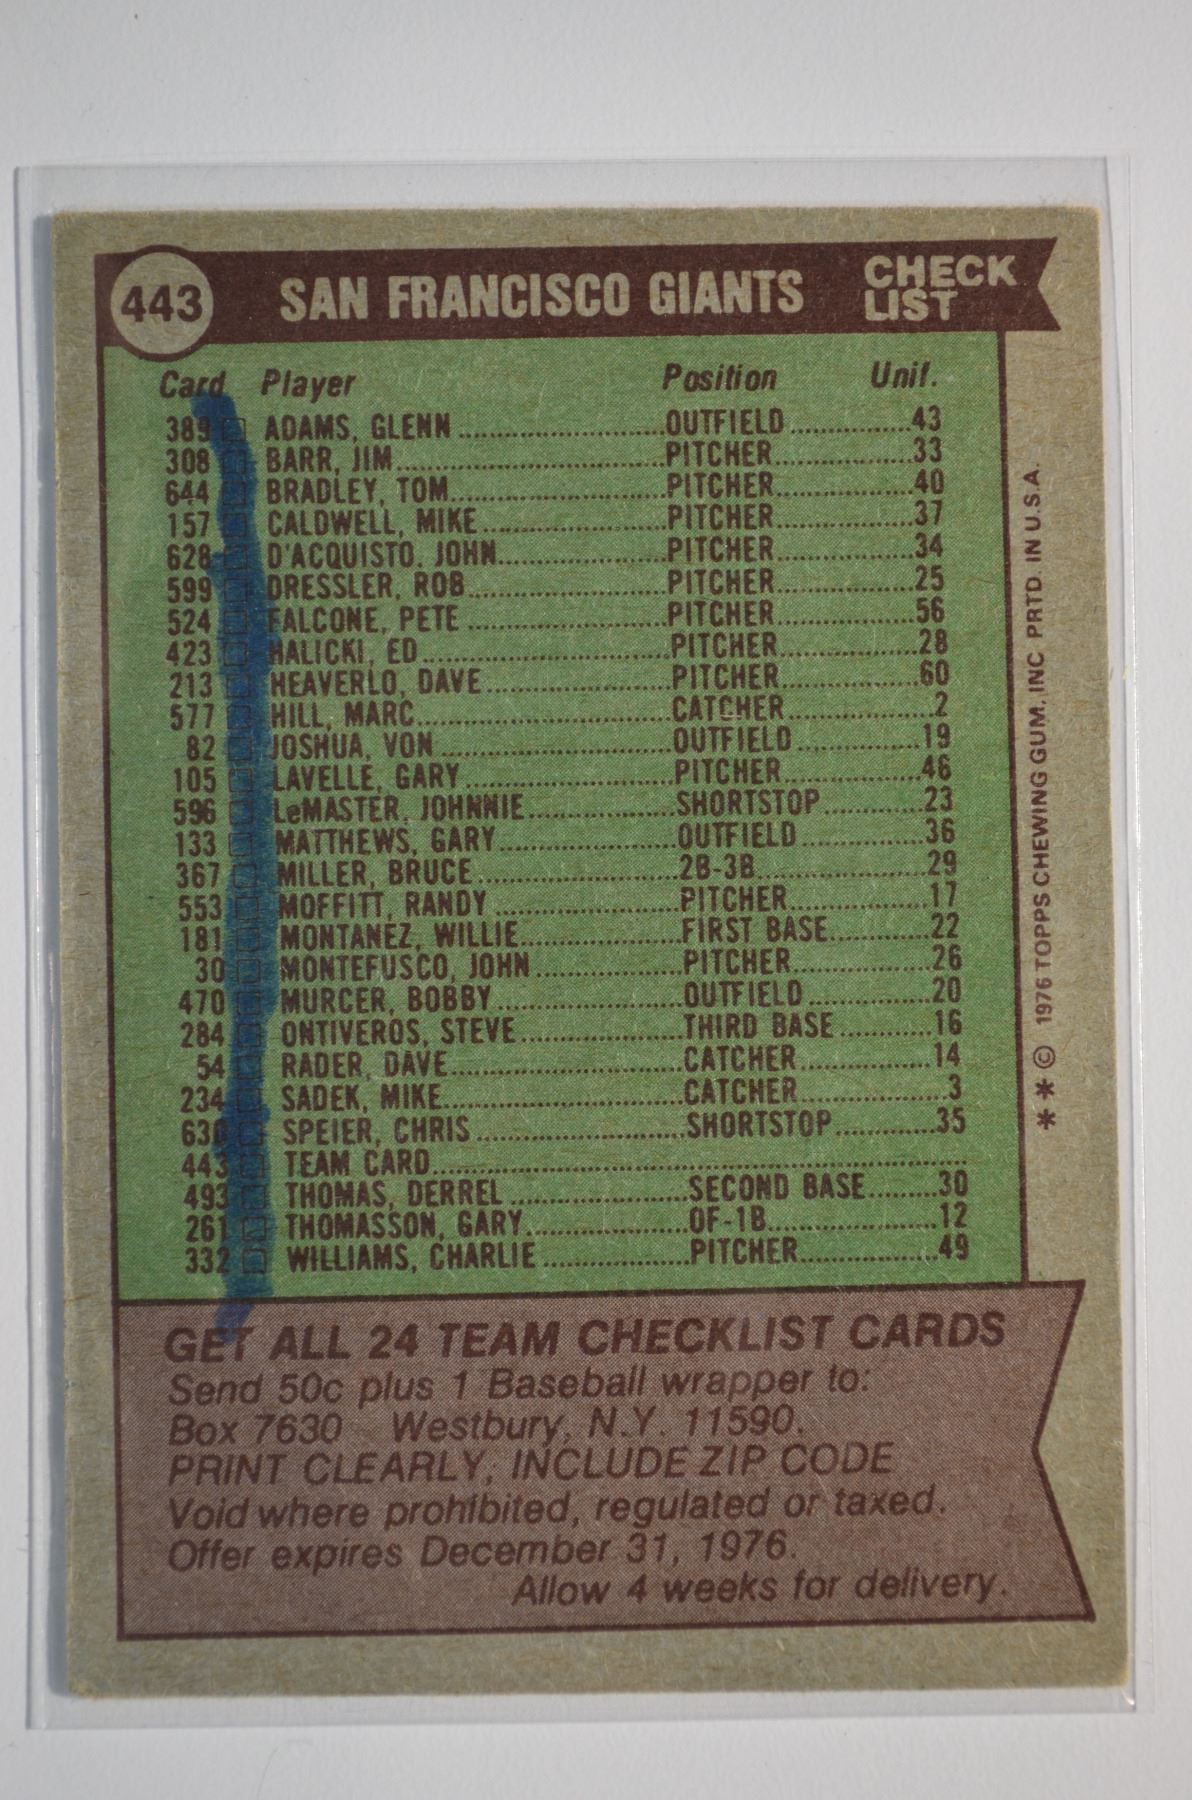 443 SAN FRANCISCO GIANTS CHECK LIST
Card Player Position Unif.
389 ADAMS, GLENN OUTFIELD 43
308 BARR, JIM PITCHER 33
644 BRADLEY, TOM PITCHER 40
157 CALDWELL, MIKE PITCHER 37
628 D'ACQUISTO, JOHN PITCHER 34
599 DRESSLER, ROB PITCHER 25
524 FALCONE, PETE PITCHER 56
423 HALICKI, ED PITCHER 28
213 HEAVERLO, DAVE PITCHER 60
577 HILL, MARC CATCHER 2
82 JOSHUA, VON OUTFIELD 19
105 LAVELLE, GARY PITCHER 46
596 LeMASTER, JOHNNIE SHORTSTOP 23
133 MATTHEWS, GARY OUTFIELD 36
367 MILLER, BRUCE 2B-3B 29
553 MOFFITT, RANDY PITCHER 17
181 MONTANEZ, WILLIE FIRST BASE 22
30 MONTEFUSCO, JOHN PITCHER 26
470 MURCER, BOBBY OUTFIELD 20
284 ONTIVEROS, STEVE THIRD BASE 16
54 RADER, DAVE CATCHER 14
234 SADEK, MIKE CATCHER 3
630 SPEIER, CHRIS SHORTSTOP 35
443 TEAM CARD
493 THOMAS, DERREL SECOND BASE 30
261 THOMASSON, GARY OF-1B 12
332 WILLIAMS, CHARLIE PITCHER 49
GET ALL 24 TEAM CHECKLIST CARDS
Send 50c plus 1 Baseball wrapper to:
Box 7630 Westbury, N.Y. 11590.
PRINT CLEARLY, INCLUDE ZIP CODE
Void where prohibited, regulated or taxed.
Offer expires December 31, 1976.
Allow 4 weeks for delivery.
** © 1976 TOPPS CHEWING GUM, INC PRTD. IN U.S.A.